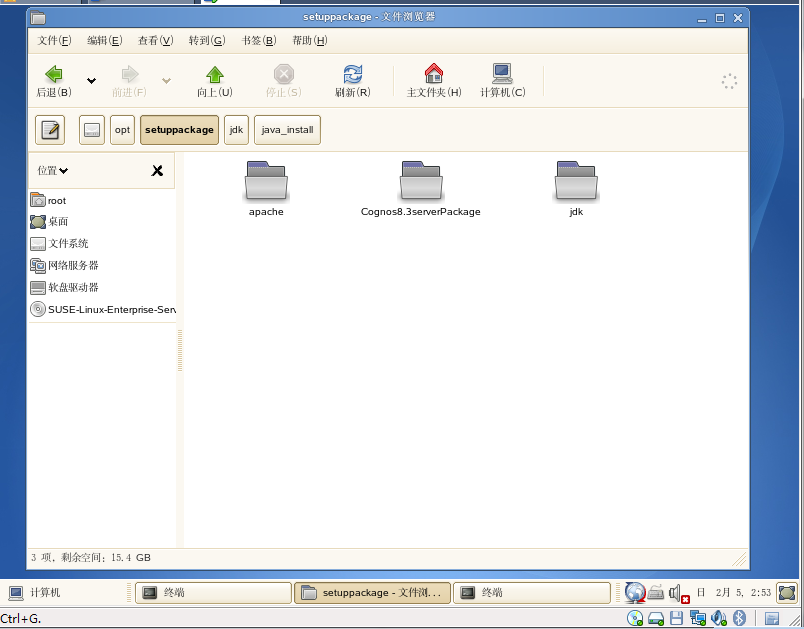 setuppackage - 文件浏览器
文件(F) 编辑(E) 查看(V) 转到(G) 书签(B) 帮助(H)
后退(B) 前进(F) 向上(U) 停止(S) 刷新(R) 主文件夹(H) 计算机(C)
opt setuppackage jdk java_install
位置
apache Cognos8.3serverPackage jdk
root
桌面
文件系统
网络服务器
软盘驱动器
SUSE-Linux-Enterprise-Serv
3 项, 剩余空间: 15.4 GB
计算机 终端 setuppackage - 文件浏... 终端 日 2月 5, 2:53
Ctrl+G.